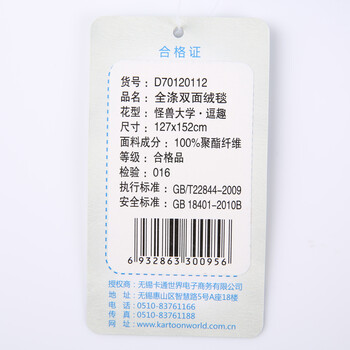 合格证
货号: D70120112
品名: 全涤双面绒毯
花型: 怪兽大学·逗趣
尺寸: 127x152cm
面料成分: 100%聚酯纤维
等级: 合格品
检验: 016
执行标准: GB/T22844-2009
安全标准: GB 18401-2010B
6 932863 300956
授权商: 无锡卡通世界电子商务有限公司
地址: 无锡惠山区智慧路5号A座18楼
电话: 0510-83761166
传真: 0510-83761188
http://www.kartoonworld.com.cn